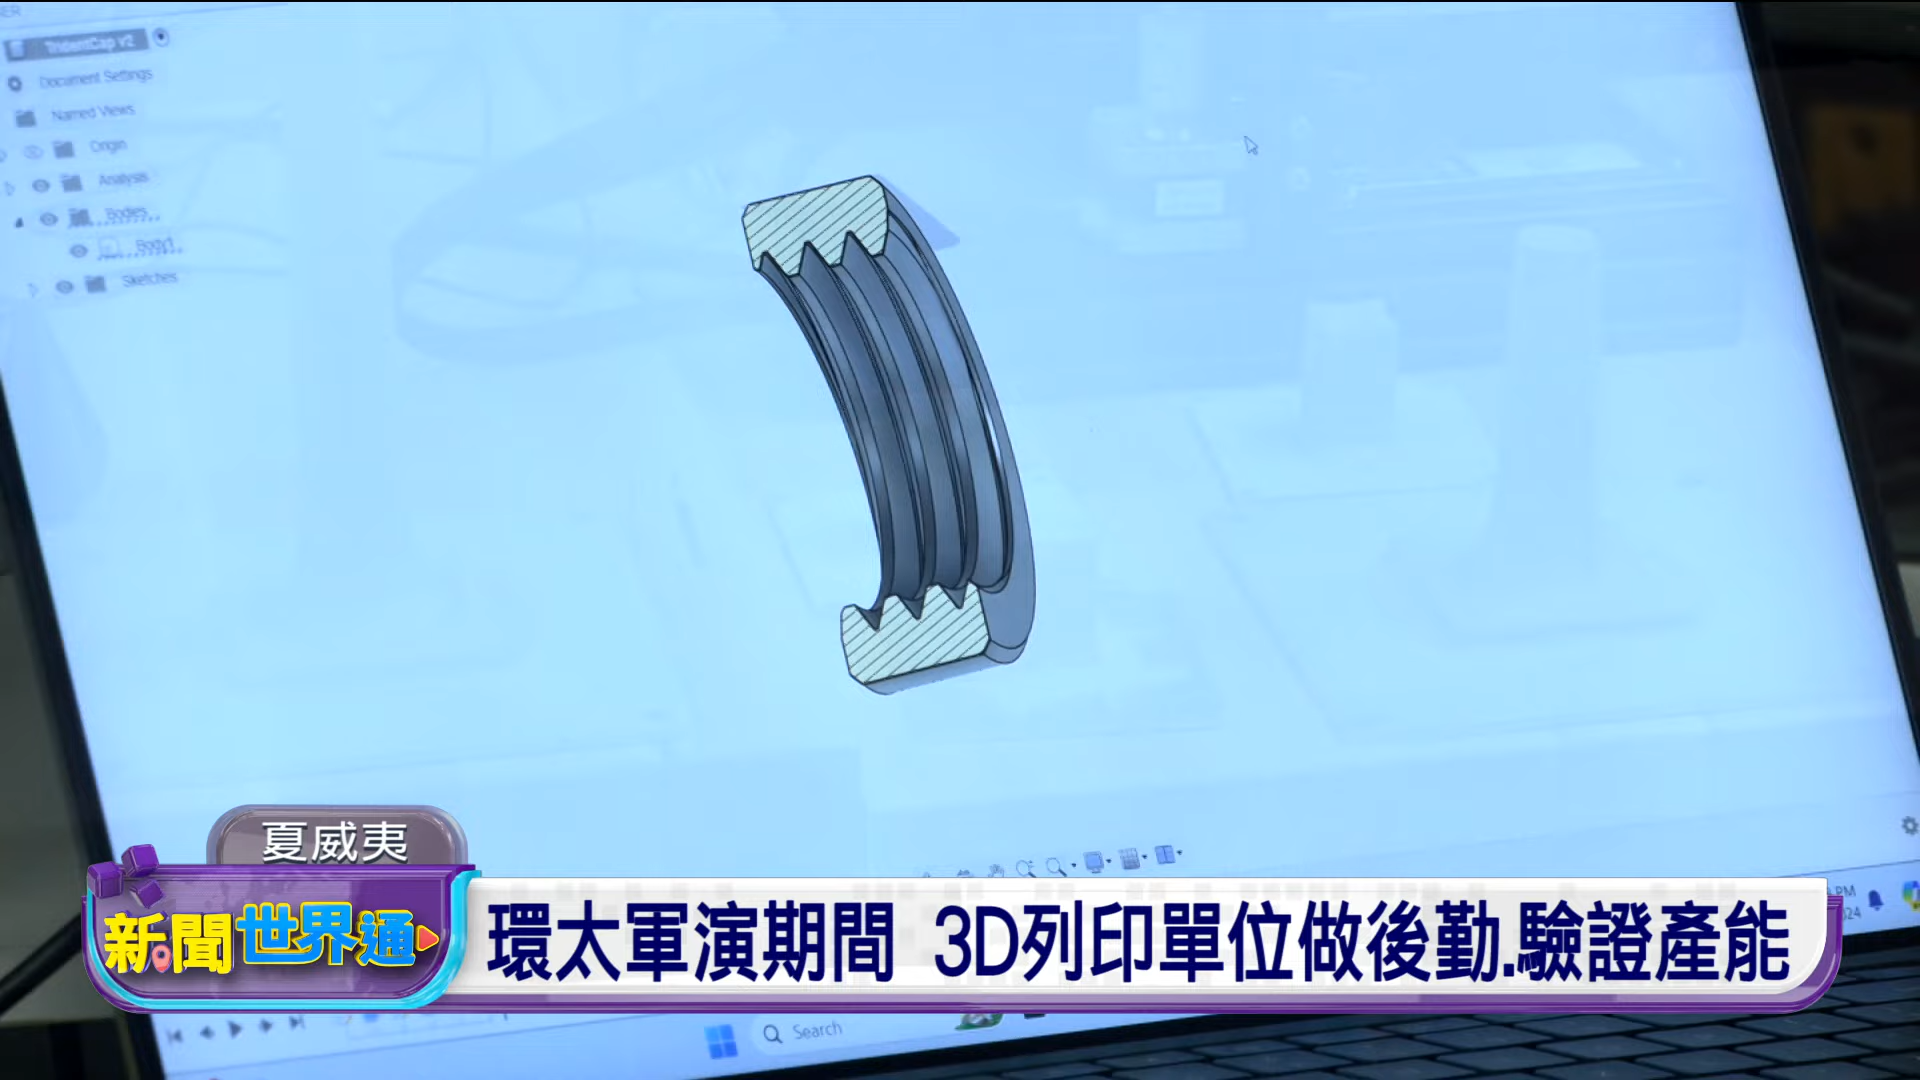 TridentCap v2
Document Settings
Named Views
Origin
Analysis
Bodies
Body1
Sketches
夏威夷
新聞世界通
環太軍演期間 3D列印單位做後勤.驗證產能
PM
Search